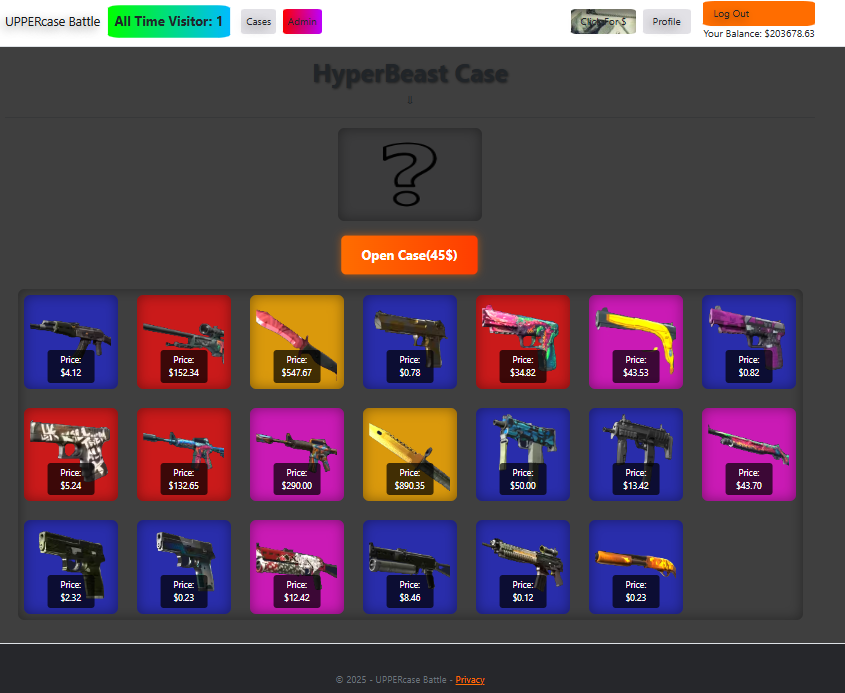 UPPERcase Battle
All Time Visitor: 1
Cases
Admin
Click For $
Profile
Log Out
Your Balance: $203678.63
HyperBeast Case
?
Open Case(45$)
Price:
$4.12
Price:
$152.34
Price:
$547.67
Price:
$0.78
Price:
$34.82
Price:
$43.53
Price:
$0.82
Price:
$5.24
Price:
$132.65
Price:
$290.00
Price:
$890.35
Price:
$50.00
Price:
$13.42
Price:
$43.70
Price:
$2.32
Price:
$0.23
Price:
$12.42
Price:
$8.46
Price:
$0.12
Price:
$0.23
© 2025 - UPPERcase Battle - Privacy